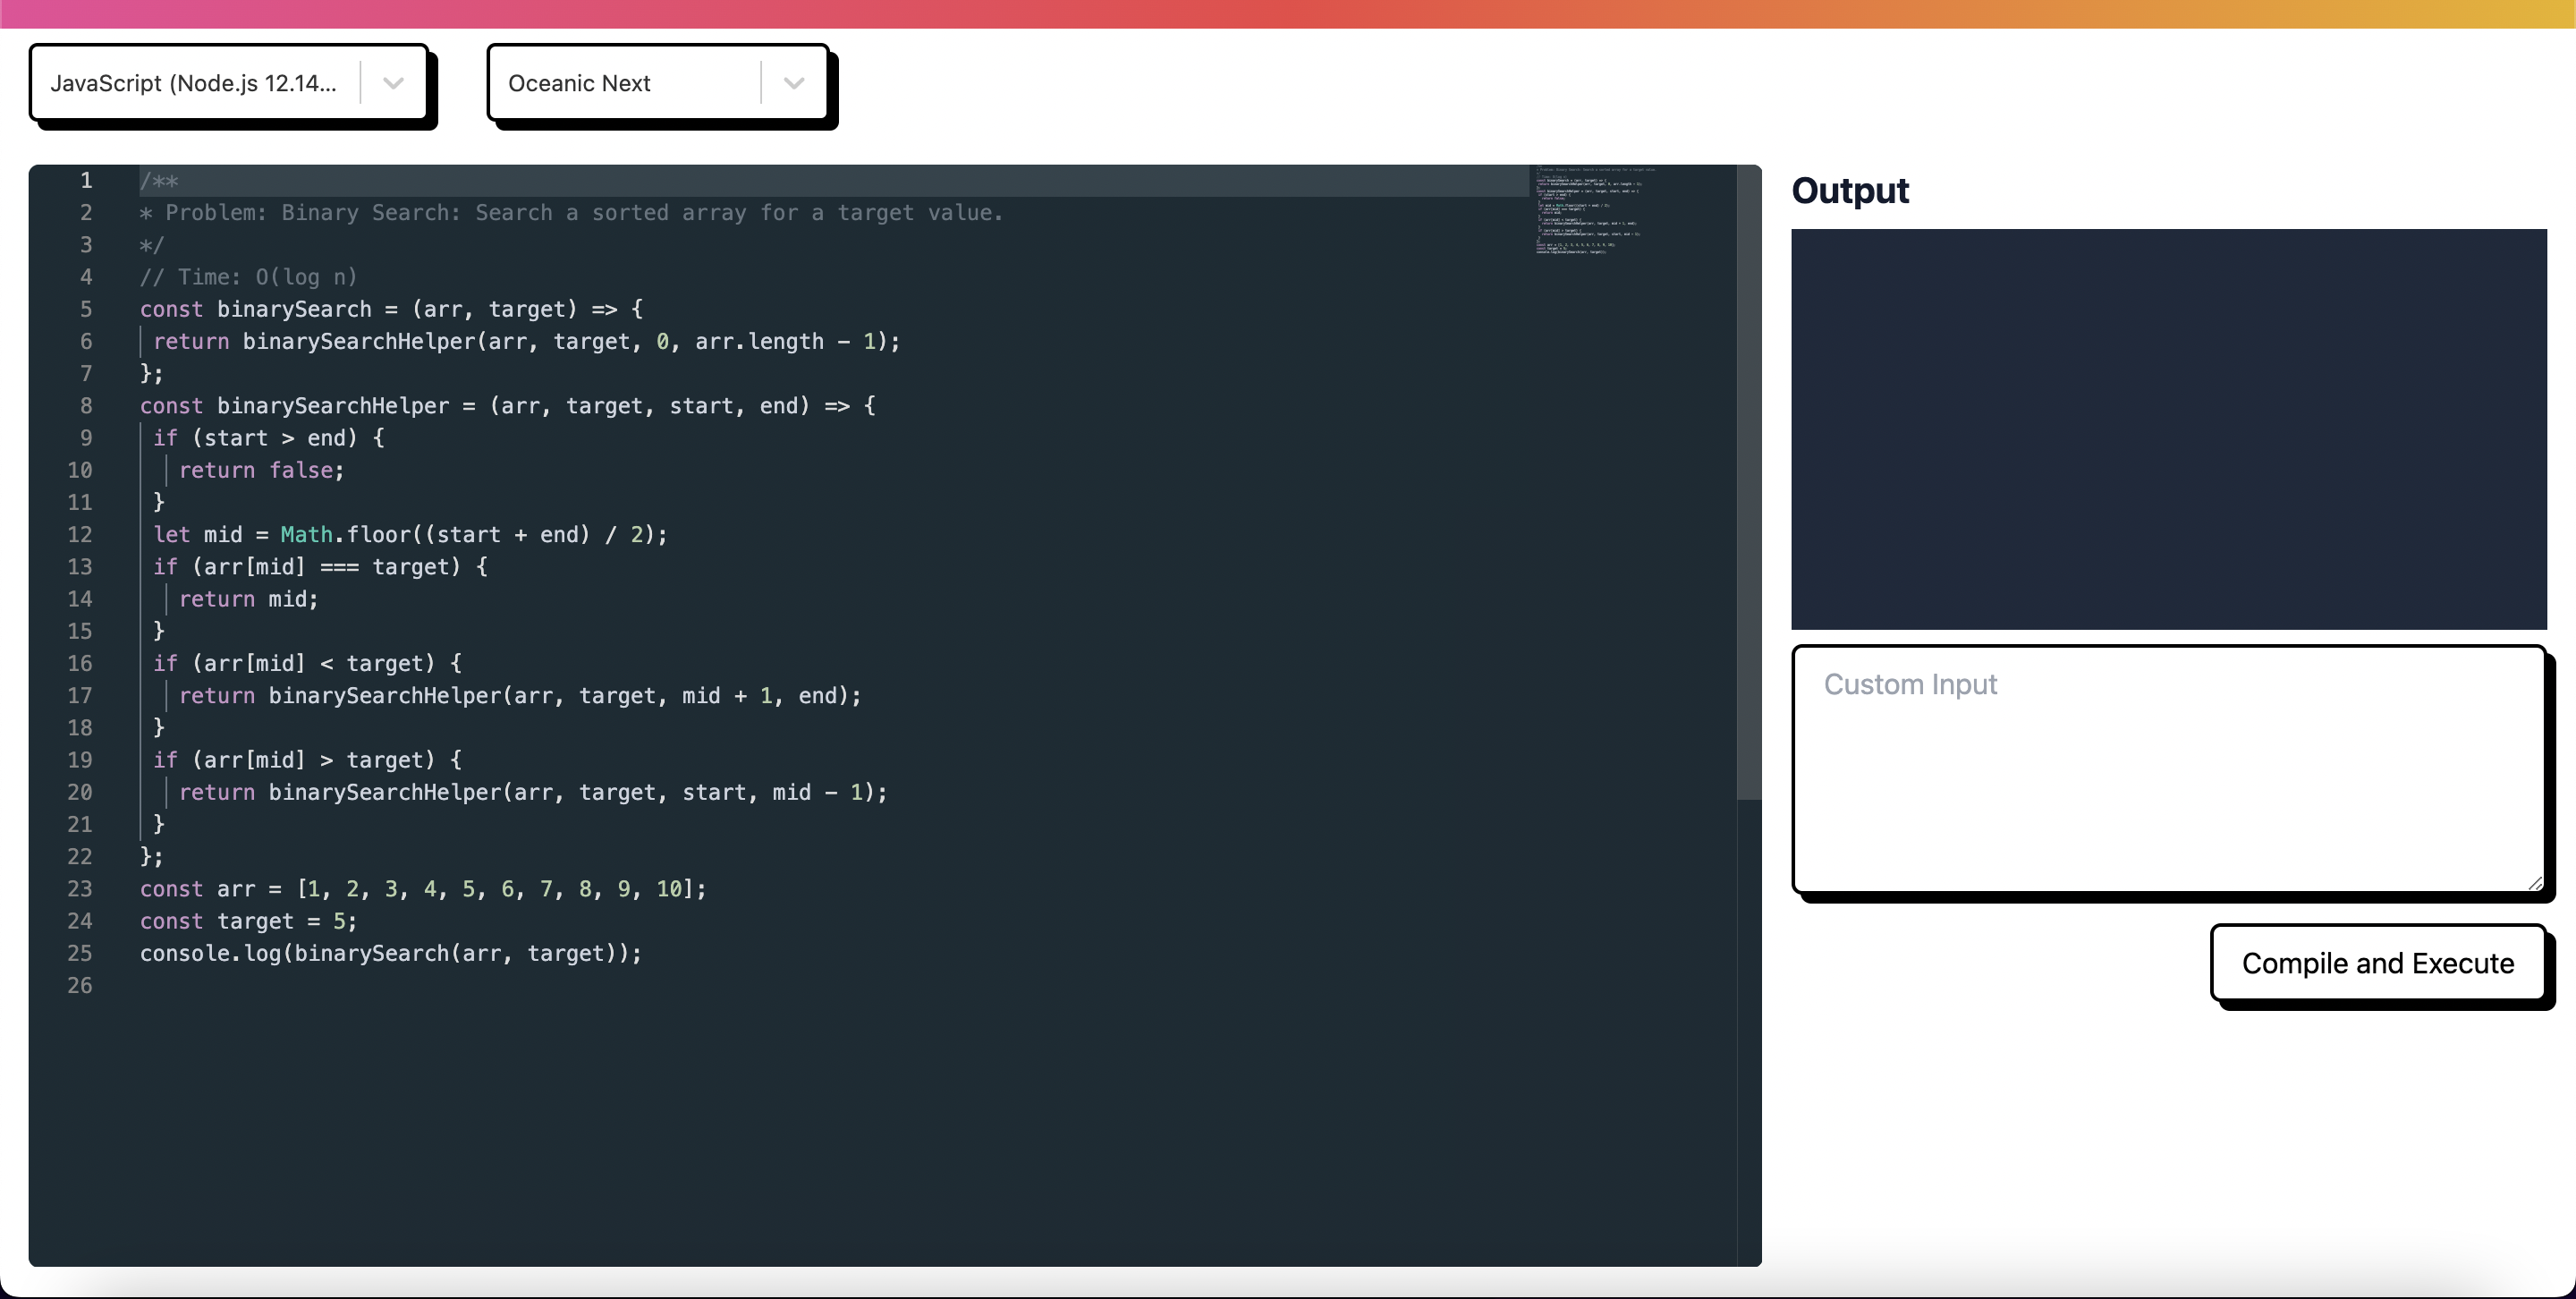 JavaScript (Node.js 12.14...
Oceanic Next
1 /**
2 * Problem: Binary Search: Search a sorted array for a target value.
3 */
4 // Time: O(log n)
5 const binarySearch = (arr, target) => {
6 return binarySearchHelper(arr, target, 0, arr.length - 1);
7 };
8 const binarySearchHelper = (arr, target, start, end) => {
9 if (start > end) {
10 return false;
11 }
12 let mid = Math.floor((start + end) / 2);
13 if (arr[mid] === target) {
14 return mid;
15 }
16 if (arr[mid] < target) {
17 return binarySearchHelper(arr, target, mid + 1, end);
18 }
19 if (arr[mid] > target) {
20 return binarySearchHelper(arr, target, start, mid - 1);
21 }
22 };
23 const arr = [1, 2, 3, 4, 5, 6, 7, 8, 9, 10];
24 const target = 5;
25 console.log(binarySearch(arr, target));
26
Output
Custom Input
Compile and Execute